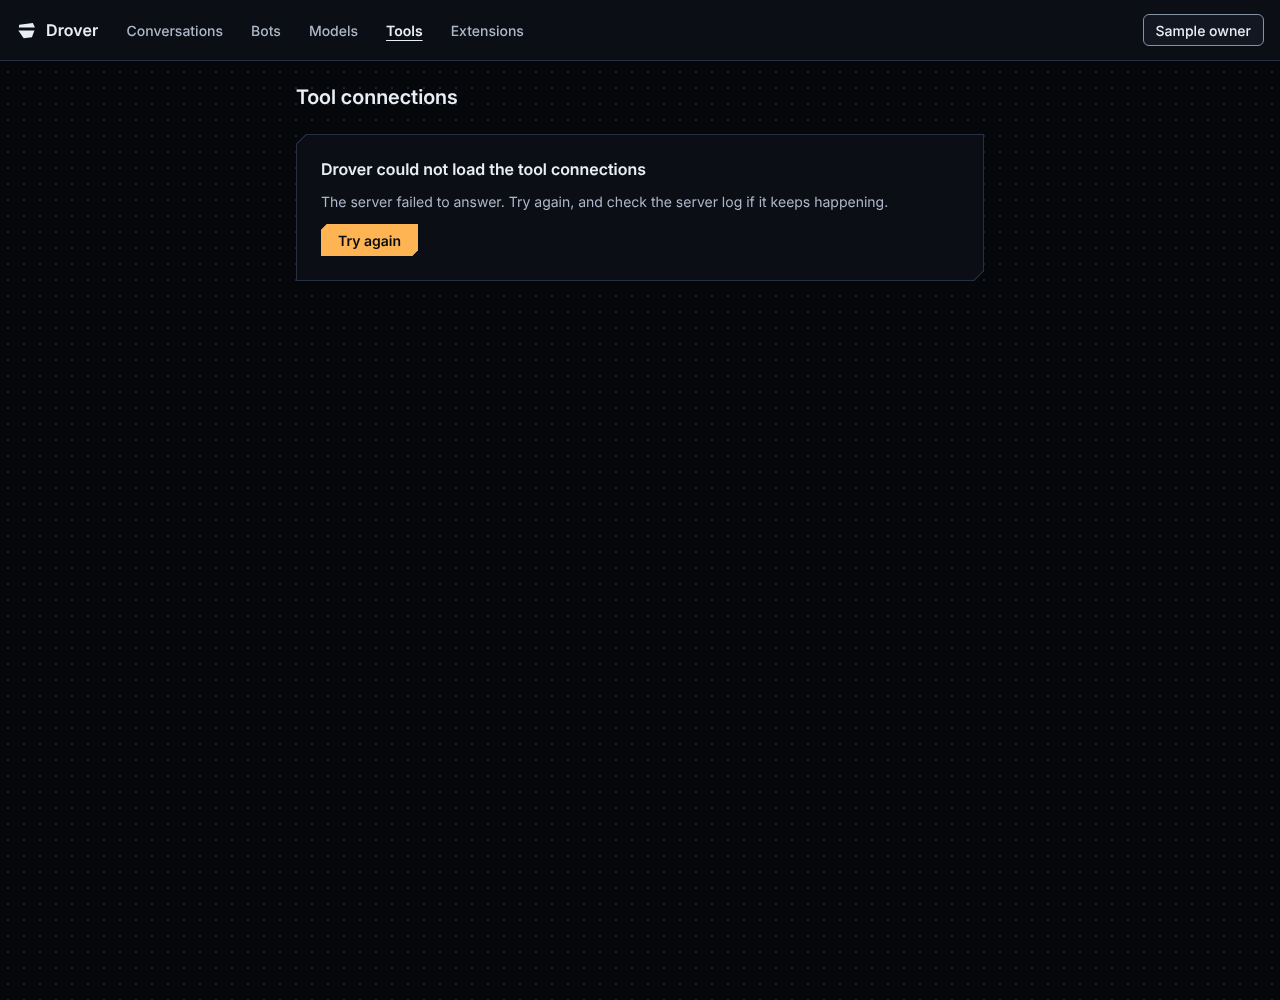 Drover
Conversations
Bots
Models
Tools
Extensions
Sample owner
Tool connections
Drover could not load the tool connections
The server failed to answer. Try again, and check the server log if it keeps happening.
Try again